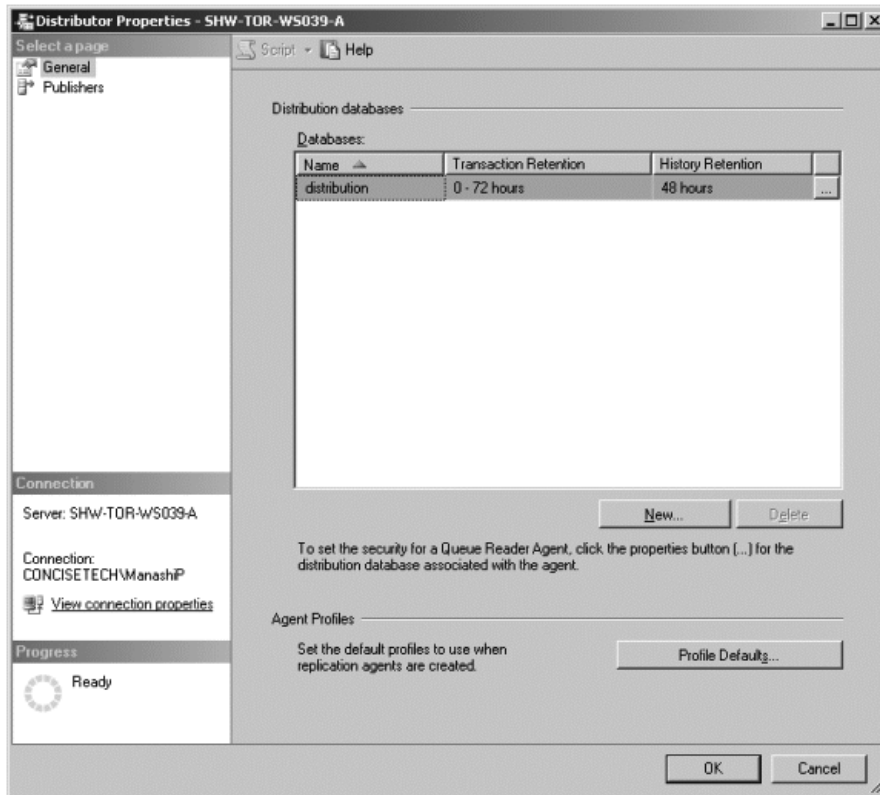 Distributor Properties - SHW-TOR-WS039-A
Select a page
General
Publishers
Script
Help
Distribution databases
Databases:
Name Transaction Retention History Retention
distribution 0 - 72 hours 48 hours ...
New... Delete
To set the security for a Queue Reader Agent, click the properties button (...) for the
distribution database associated with the agent.
Agent Profiles
Set the default profiles to use when
replication agents are created.
Profile Defaults...
Connection
Server: SHW-TOR-WS039-A
Connection:
CONCISETECH\ManashiP
View connection properties
Progress
Ready
OK Cancel